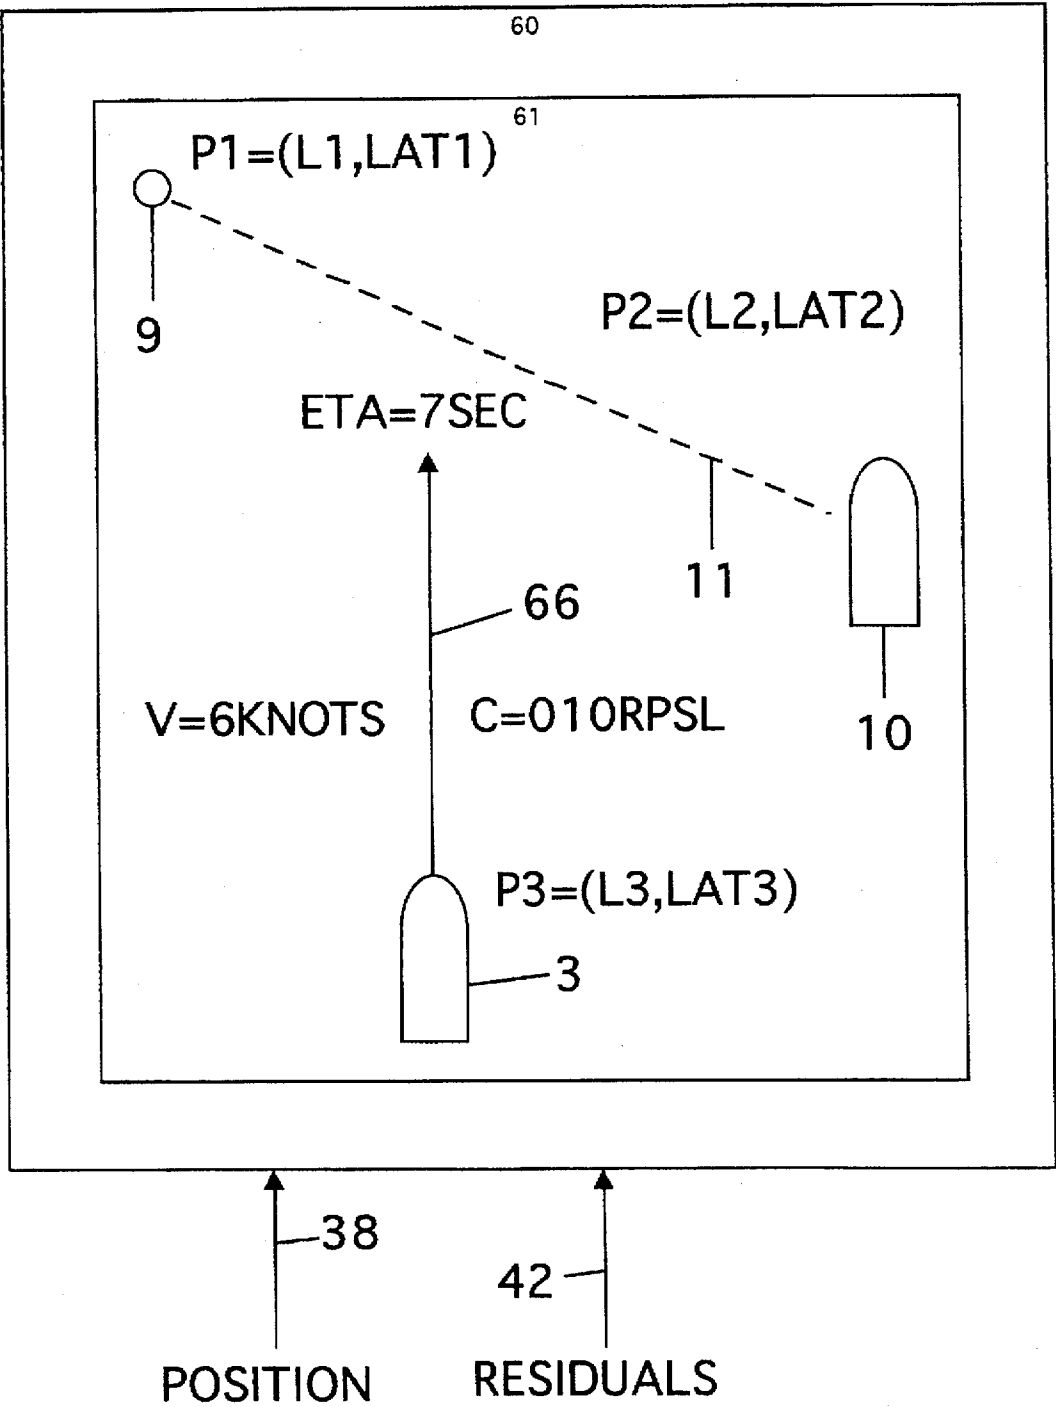 60
61
P1=(L1,LAT1)
9
P2=(L2,LAT2)
ETA=7SEC
11
66
V=6KNOTS
C=010RPSL
10
P3=(L3,LAT3)
3
38
42
POSITION
RESIDUALS